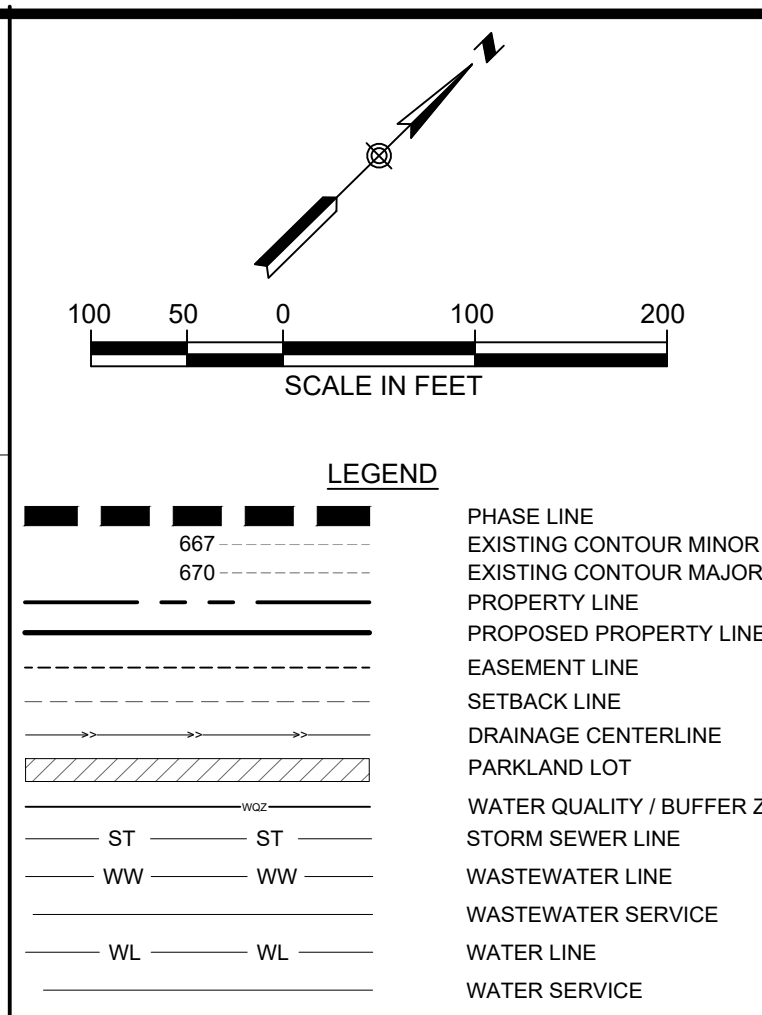 N
100 50 0 100 200
SCALE IN FEET
LEGEND
PHASE LINE
667 EXISTING CONTOUR MINOR
670 EXISTING CONTOUR MAJOR
PROPERTY LINE
PROPOSED PROPERTY LINE
EASEMENT LINE
SETBACK LINE
>> >> >> DRAINAGE CENTERLINE
PARKLAND LOT
WQZ WATER QUALITY / BUFFER Z
ST ST STORM SEWER LINE
WW WW WASTEWATER LINE
WASTEWATER SERVICE
WL WL WATER LINE
WATER SERVICE